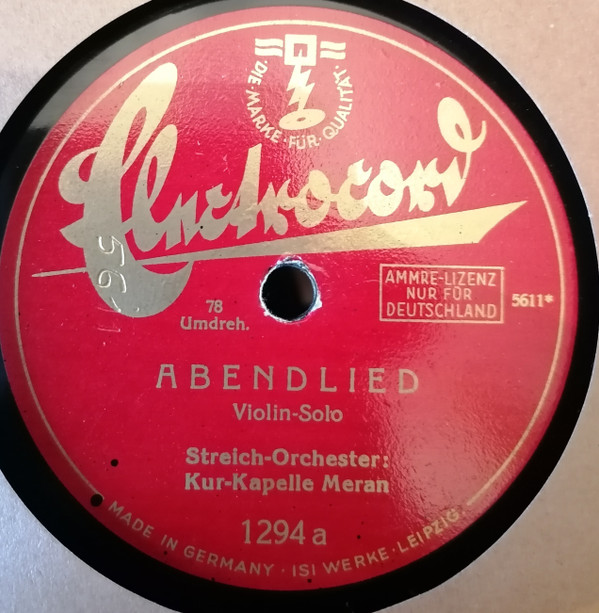 DIE · MARKE · FÜR · QUALITÄT
Electrocord
78
Umdreh.
AMMRE-LIZENZ
NUR FÜR
DEUTSCHLAND
5611*
ABENDLIED
Violin-Solo
Streich-Orchester:
Kur-Kapelle Meran
1294 a
MADE IN GERMANY · ISI WERKE · LEIPZIG